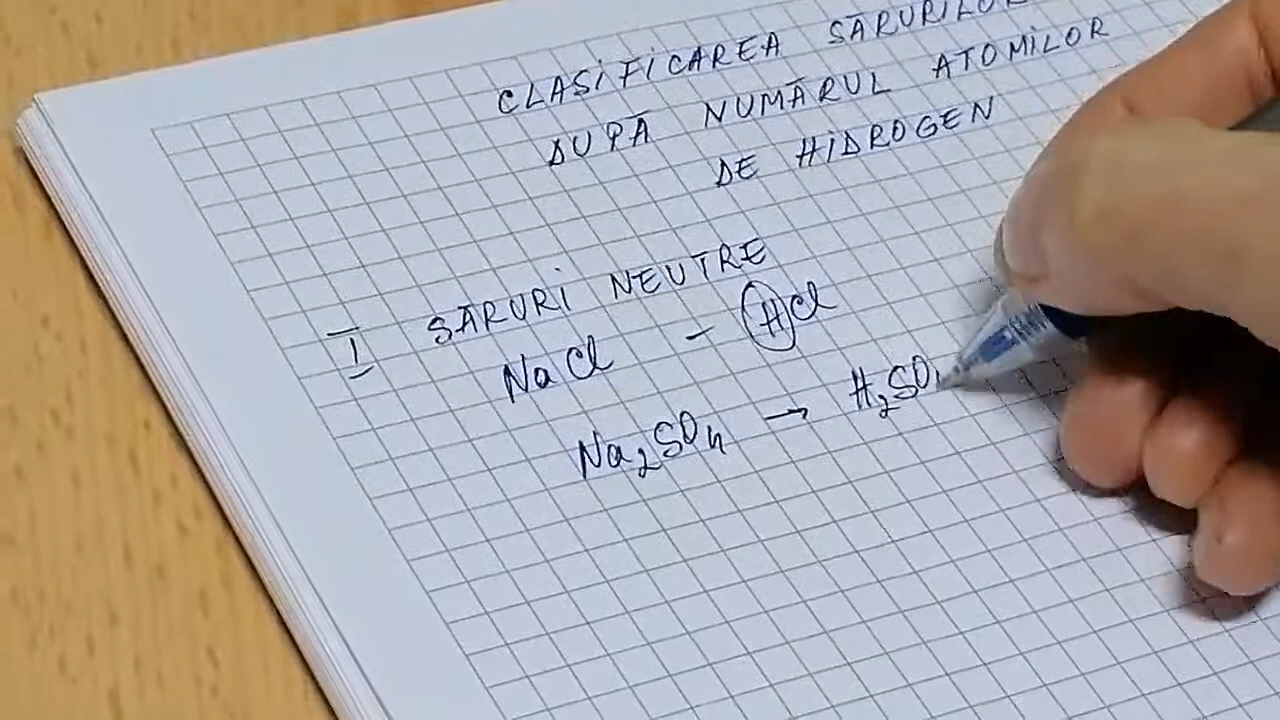 CLASIFICAREA SĂRURILOR
DUPĂ NUMĂRUL ATOMILOR
DE HIDROGEN
I SĂRURI NEUTRE
NaCl - HCl
Na₂SO₄ → H₂SO₄